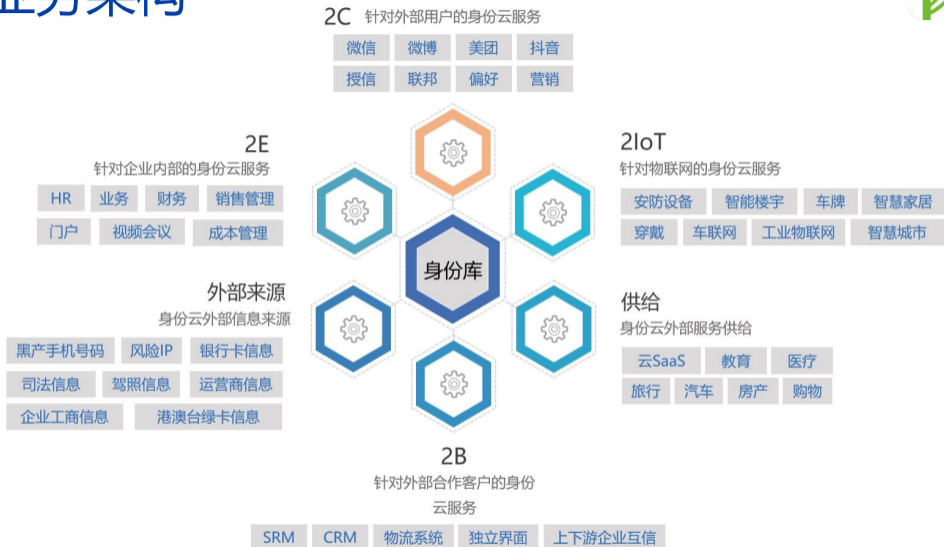 业务架构
2C 针对外部用户的身份云服务
微信 微博 美团 抖音
授信 联邦 偏好 营销
2E
针对企业内部的身份云服务
HR 业务 财务 销售管理
门户 视频会议 成本管理
2IoT
针对物联网的身份云服务
安防设备 智能楼宇 车牌 智慧家居
穿戴 车联网 工业物联网 智慧城市
身份库
外部来源
身份云外部信息来源
黑产手机号码 风险IP 银行卡信息
司法信息 驾照信息 运营商信息
企业工商信息 港澳台绿卡信息
供给
身份云外部服务供给
云SaaS 教育 医疗
旅行 汽车 房产 购物
2B
针对外部合作客户的身份
云服务
SRM CRM 物流系统 独立界面 上下游企业互信